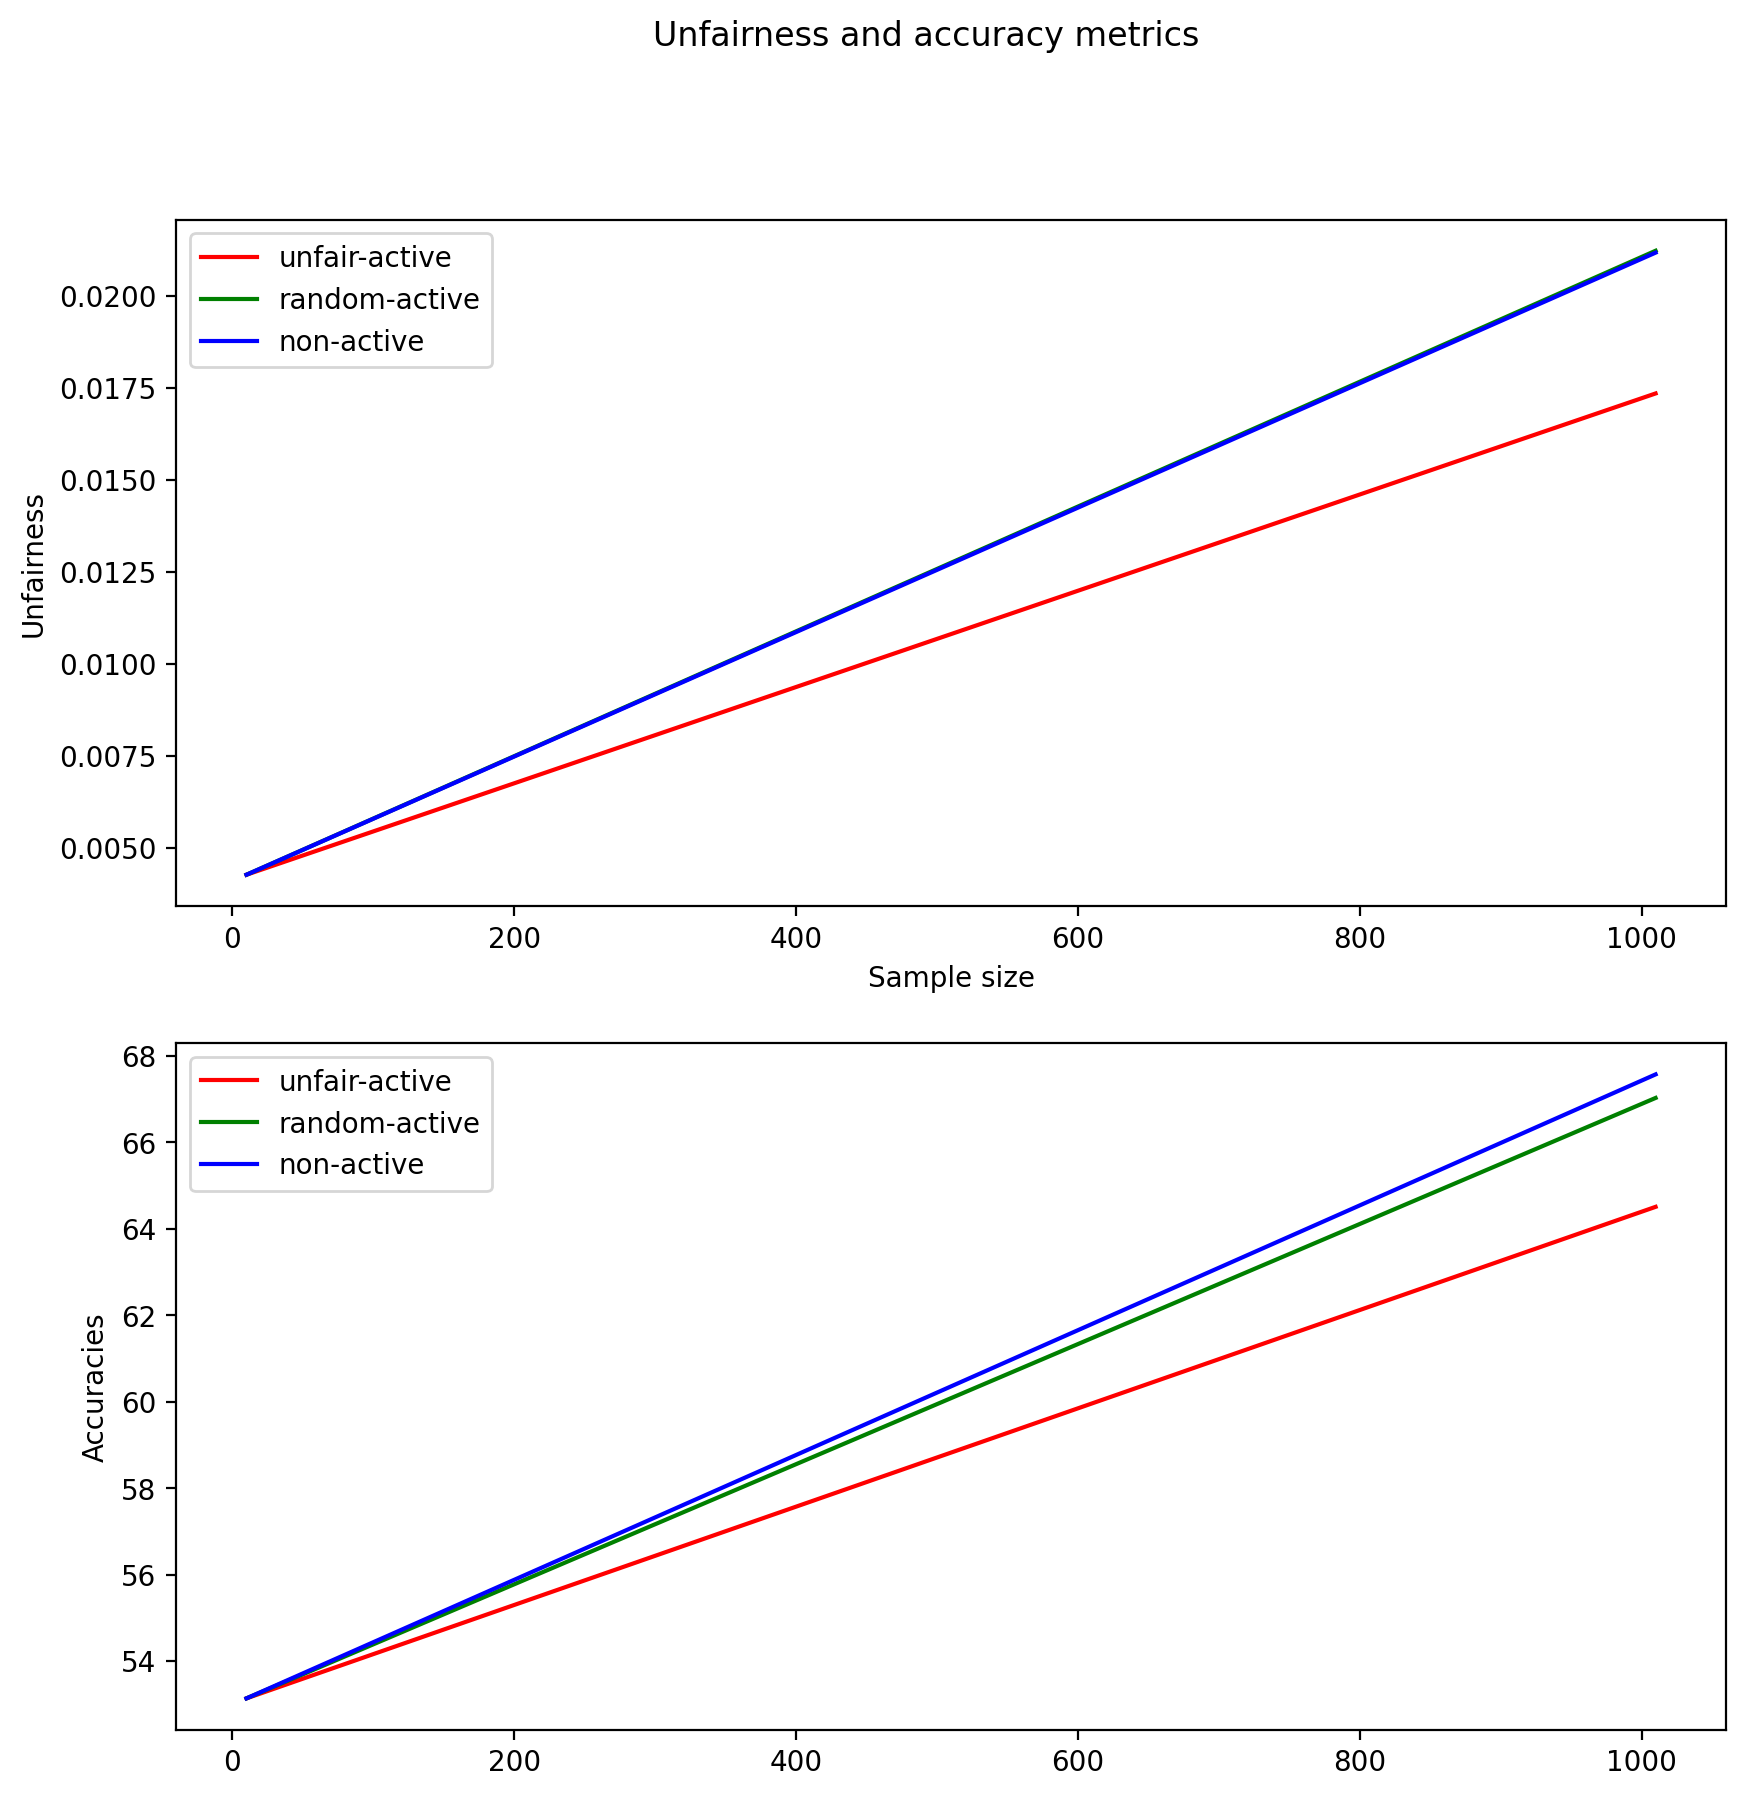 Unfairness and accuracy metrics
unfair-active
random-active
non-active
0.0200
0.0175
0.0150
0.0125
0.0100
0.0075
0.0050
Unfairness
0 200 400 600 800 1000
Sample size
unfair-active
random-active
non-active
68
66
64
62
60
58
56
54
Accuracies
0 200 400 600 800 1000